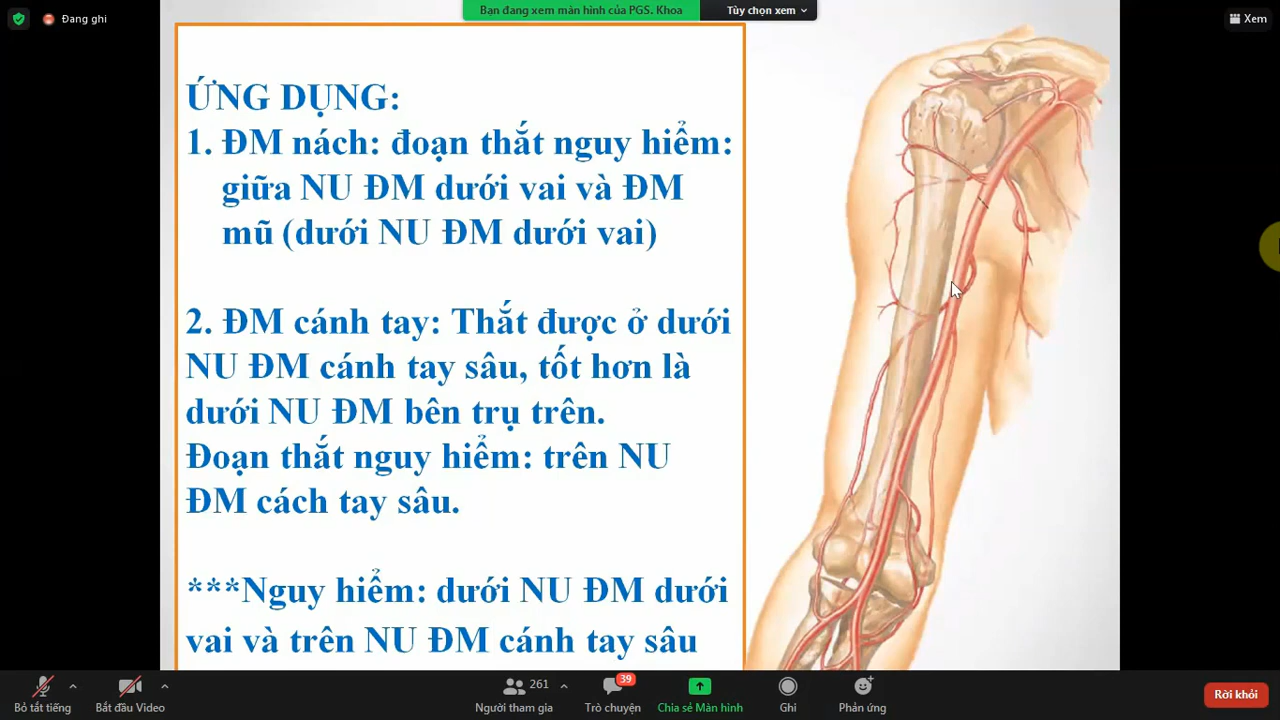 Đang ghi
Bạn đang xem màn hình của PGS. Khoa
Tùy chọn xem
Xem
ỨNG DỤNG:
1. ĐM nách: đoạn thắt nguy hiểm:
giữa NU ĐM dưới vai và ĐM
mũ (dưới NU ĐM dưới vai)
2. ĐM cánh tay: Thắt được ở dưới
NU ĐM cánh tay sâu, tốt hơn là
dưới NU ĐM bên trụ trên.
Đoạn thắt nguy hiểm: trên NU
ĐM cách tay sâu.
***Nguy hiểm: dưới NU ĐM dưới
vai và trên NU ĐM cánh tay sâu
Bỏ tắt tiếng
Bắt đầu Video
261
Người tham gia
39
Trò chuyện
Chia sẻ Màn hình
Ghi
Phản ứng
Rời khỏi